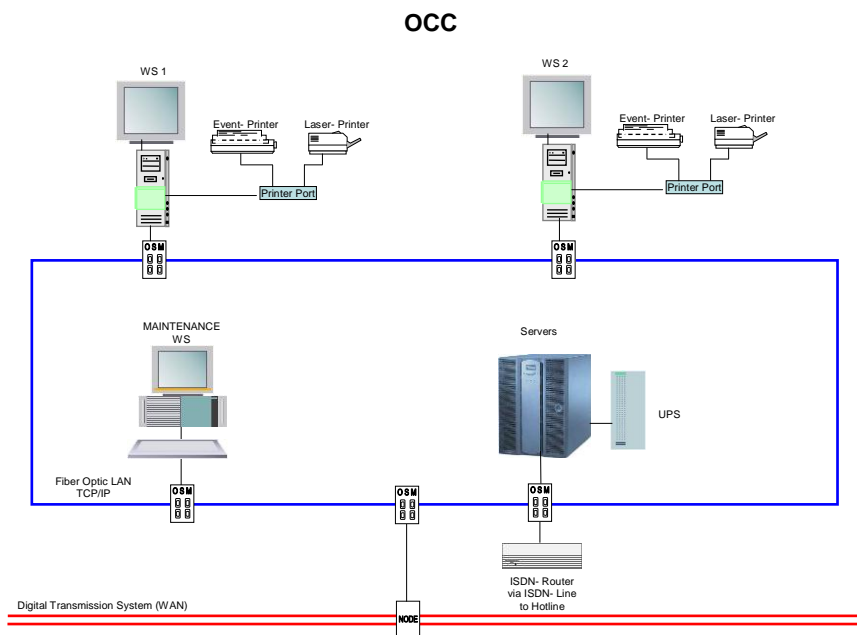 OCC
WS 1
WS 2
Event- Printer
Laser- Printer
Event- Printer
Laser- Printer
Printer Port
Printer Port
OSM
OSM
MAINTENANCE
WS
Servers
UPS
Fiber Optic LAN
TCP/IP
OSM
OSM
OSM
ISDN- Router
via ISDN- Line
to Hotline
Digital Transmission System (WAN)
NODE